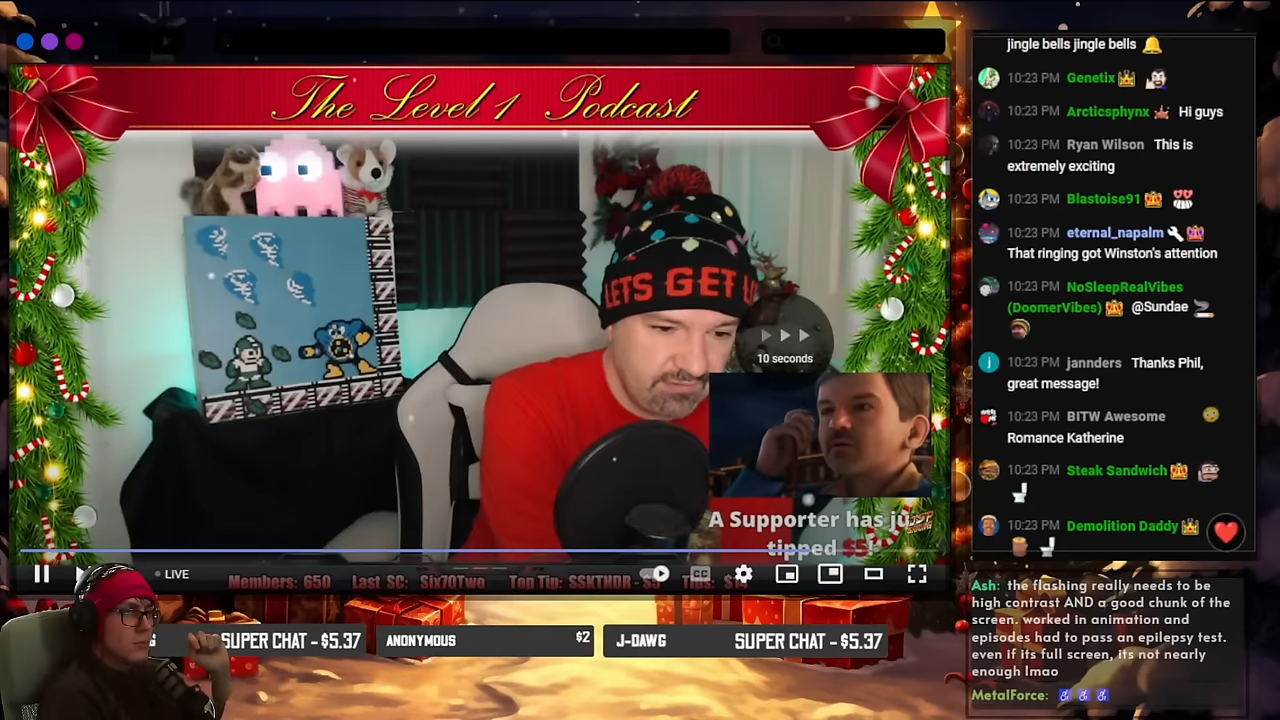 The Level 1 Podcast
LETS GET L
10 seconds
A Supporter has ju
tipped $5!
LIVE
Members: 650 Last SC: Six70Two Top Tip: SSKTHDR - $5 Tips: $1
CC
SUPER CHAT - $5.37
ANONYMOUS $2
J-DAWG SUPER CHAT - $5.37
jingle bells jingle bells
10:23 PM Genetix
10:23 PM Arcticsphynx Hi guys
10:23 PM Ryan Wilson This is
extremely exciting
10:23 PM Blastoise91
10:23 PM eternal_napalm
That ringing got Winston's attention
10:23 PM NoSleepRealVibes
(DoomerVibes) @Sundae
10:23 PM jannders Thanks Phil,
great message!
10:23 PM BITW Awesome
Romance Katherine
10:23 PM Steak Sandwich
10:23 PM Demolition Daddy
Ash: the flashing really needs to be
high contrast AND a good chunk of the
screen. worked in animation and
episodes had to pass an epilepsy test.
even if its full screen, its not nearly
enough lmao
MetalForce: